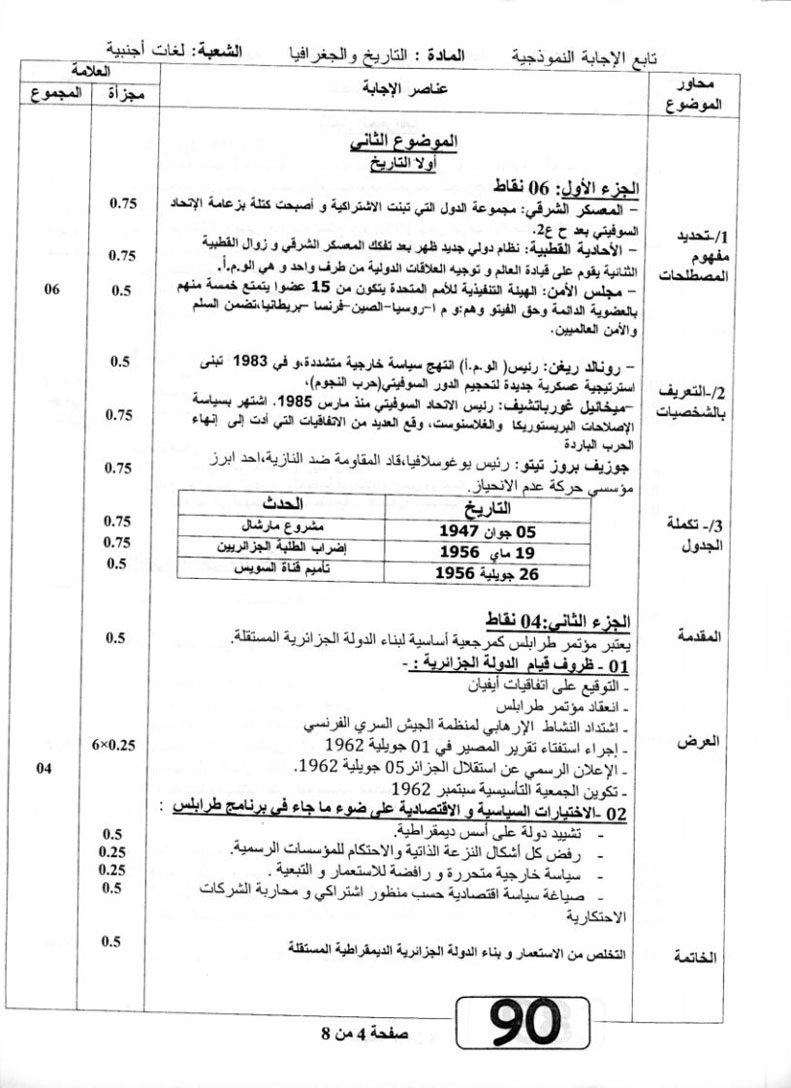 تابع الإجابة النموذجية المادة : التاريخ والجغرافيا الشعبة: لغات أجنبية
محاور الموضوع
عناصر الإجابة
العلامة
مجزأة المجموع
الموضوع الثاني
أولا التاريخ
الجزء الأول: 06 نقاط
1/-تحديد مفهوم المصطلحات
– المعسكر الشرقي: مجموعة الدول التي تبنت الاشتراكية و أصبحت كتلة بزعامة الإتحاد 0.75
السوفيتي بعد ح ع2.
– الأحادية القطبية: نظام دولي جديد ظهر بعد تفكك المعسكر الشرقي و زوال القطبية 0.75
الثنائية يقوم على قيادة العالم و توجيه العلاقات الدولية من طرف واحد و هي الو.م.أ.
– مجلس الأمن: الهيئة التنفيذية للأمم المتحدة يتكون من 15 عضوا يتمتع خمسة منهم 0.5 06
بالعضوية الدائمة وحق الفيتو وهم:و م ا-روسيا-الصين-فرنسا -بريطانيا،تضمن السلم
والأمن العالميين.
2/-التعريف بالشخصيات
– رونالد ريغن: رئيس( الو.م.أ) انتهج سياسة خارجية متشددة،و في 1983 تبنى 0.5
استرتيجية عسكرية جديدة لتحجيم الدور السوفيتي(حرب النجوم)،
–ميخائيل غورباتشيف: رئيس الاتحاد السوفيتي منذ مارس 1985. اشتهر بسياسة
الإصلاحات البريستوريكا والغلاسنوست، وقع العديد من الاتفاقيات التي أدت إلى إنهاء 0.75
الحرب الباردة
جوزيف بروز تيتو: رئيس يوغوسلافيا،قاد المقاومة ضد النازية،احد ابرز 0.75
مؤسسي حركة عدم الانحياز.
3/- تكملة الجدول
التاريخ الحدث
05 جوان 1947 مشروع مارشال 0.75
19 ماي 1956 إضراب الطلبة الجزائريين 0.75
26 جويلية 1956 تأميم قناة السويس 0.5
الجزء الثاني:04 نقاط
المقدمة يعتبر مؤتمر طرابلس كمرجعية أساسية لبناء الدولة الجزائرية المستقلة. 0.5
01 - ظروف قيام الدولة الجزائرية : -
- التوقيع على اتفاقيات أيفيان
- انعقاد مؤتمر طرابلس
- اشتداد النشاط الإرهابي لمنظمة الجيش السري الفرنسي
العرض - إجراء استفتاء تقرير المصير في 01 جويلية 1962 6×0.25
- الإعلان الرسمي عن استقلال الجزائر05 جويلية 1962. 04
- تكوين الجمعية التأسيسية سبتمبر 1962
02 -الاختيارات السياسية و الاقتصادية على ضوء ما جاء في برنامج طرابلس :
- تشييد دولة على أسس ديمقراطية. 0.5
- رفض كل أشكال النزعة الذاتية والاحتكام للمؤسسات الرسمية. 0.25
- سياسة خارجية متحررة و رافضة للاستعمار و التبعية . 0.25
- صياغة سياسة اقتصادية حسب منظور اشتراكي و محاربة الشركات 0.5
الاحتكارية
الخاتمة التخلص من الاستعمار و بناء الدولة الجزائرية الديمقراطية المستقلة 0.5
90
صفحة 4 من 8